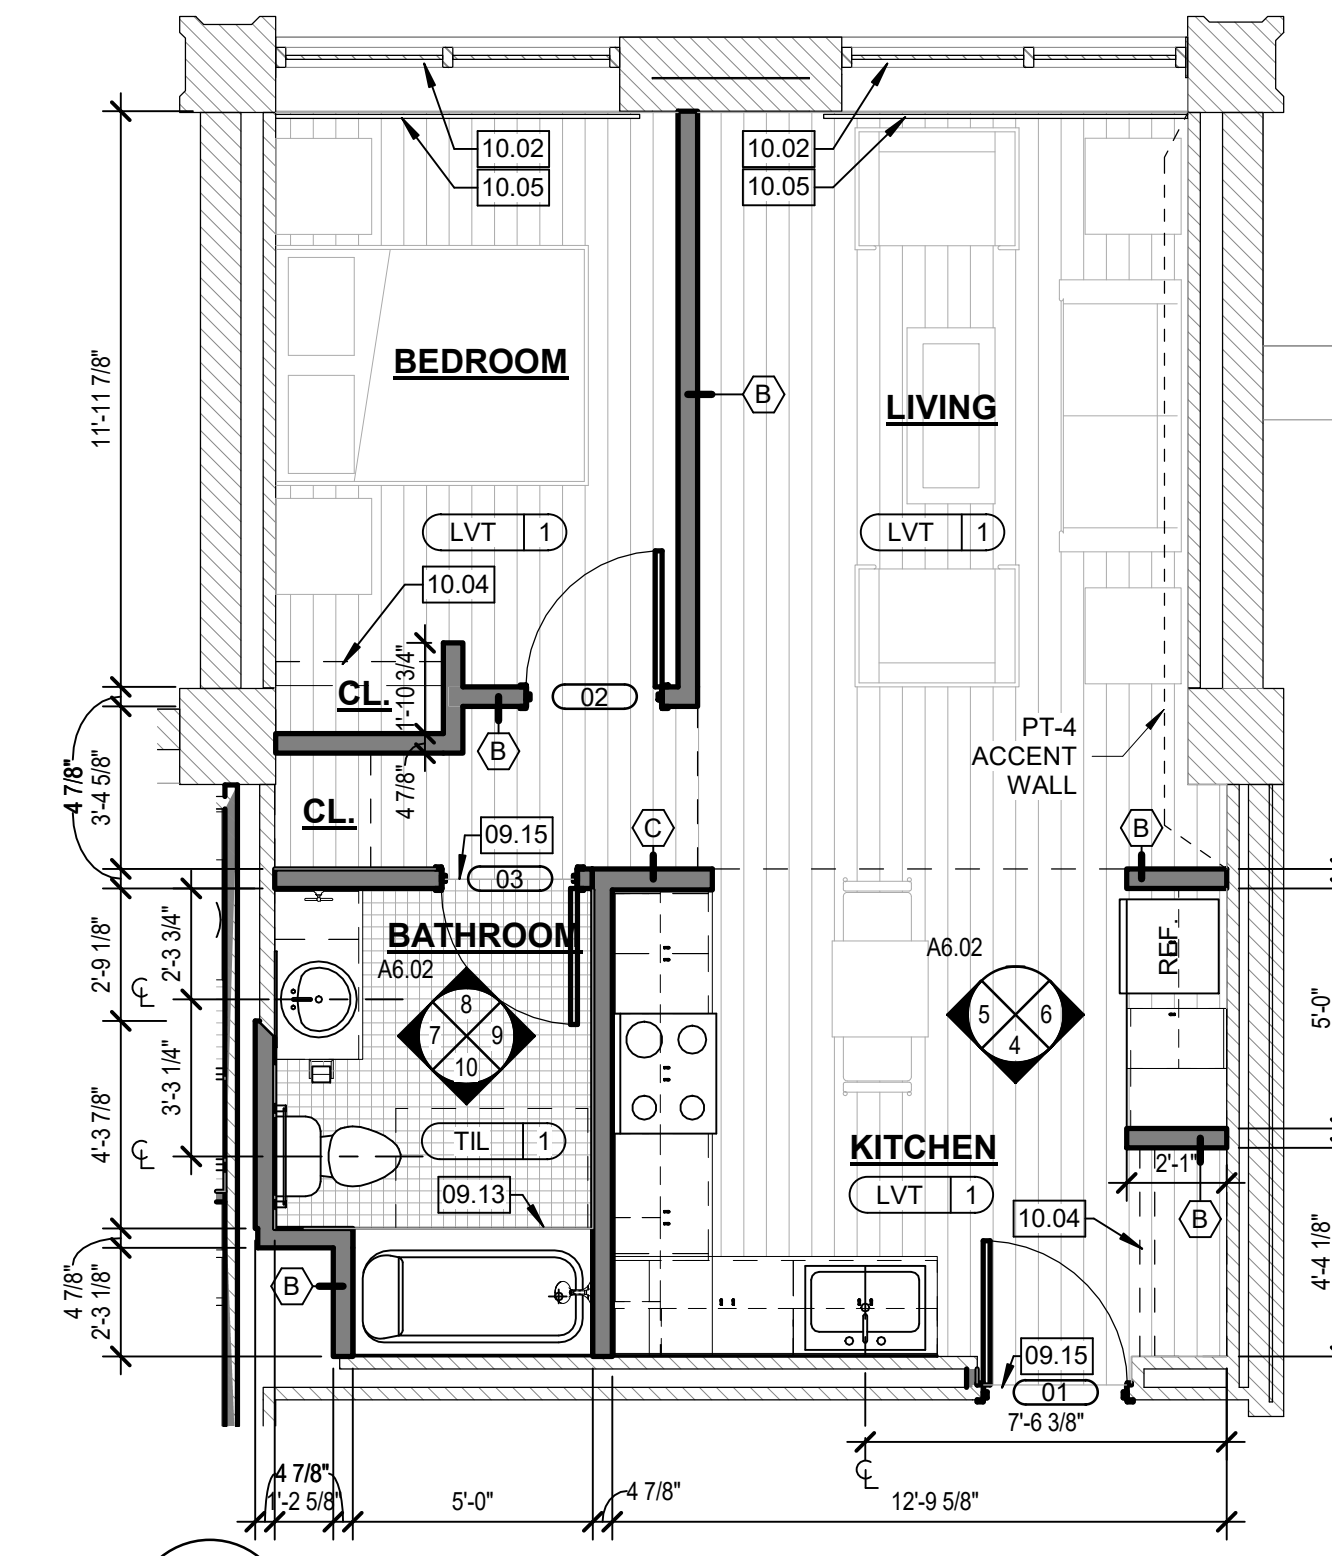 10.02
10.05
10.02
10.05
11'-11 7/8"
BEDROOM
B
LIVING
LVT 1
LVT 1
10.04
1'-10 3/4"
CL.
02
B
4 7/8"
PT-4
ACCENT
WALL
4 7/8"
3'-4 5/8"
CL.
09.15
C
B
03
BATHROOM
A6.02
8
7 9
10
2'-9 1/8"
2'-3 3/4"
℄
A6.02
5 6
4
REF.
5'-0"
3'-3 1/4"
4'-3 7/8"
℄
TIL 1
KITCHEN
2'-1"
09.13
LVT 1
10.04
B
4'-4 1/8"
4 7/8"
2'-3 1/8"
B
09.15
01
7'-6 3/8"
℄
4 7/8"
1'-2 5/8"
5'-0"
4 7/8"
12'-9 5/8"